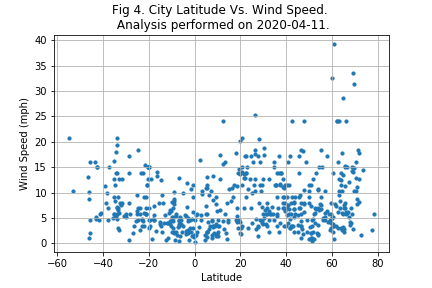 Fig 4. City Latitude Vs. Wind Speed.
Analysis performed on 2020-04-11.
40
35
30
25
20
15
10
5
0
Wind Speed (mph)
−60 −40 −20 0 20 40 60 80
Latitude